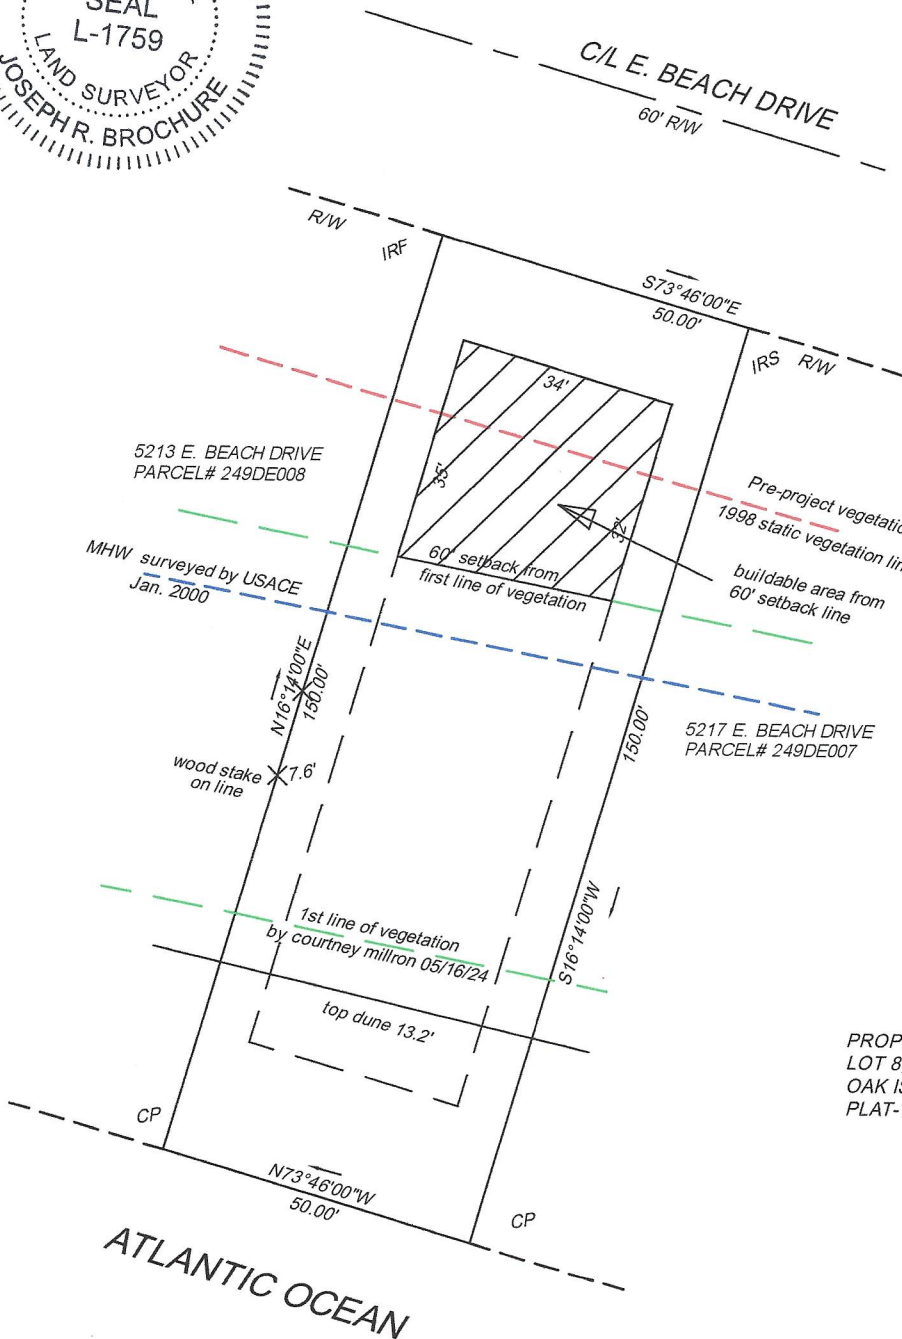 SEAL
L-1759
LAND SURVEYOR
JOSEPH R. BROCHURE
C/L E. BEACH DRIVE
60' R/W
R/W
IRF
S73°46'00"E
50.00'
IRS
R/W
34'
35'
32'
5213 E. BEACH DRIVE
PARCEL# 249DE008
Pre-project
1998 static vegetation
buildable area from
60' setback line
60' setback from
first line of vegetation
MHW surveyed by USACE
Jan. 2000
N16°14'00"E
150.00'
5217 E. BEACH DRIVE
PARCEL# 249DE007
150.00'
wood stake
on line
7.6'
S16°14'00"W
1st line of vegetation
by courtney millron 05/16/24
top dune 13.2'
LOT 8
PLAT-
CP
N73°46'00"W
50.00'
CP
ATLANTIC OCEAN